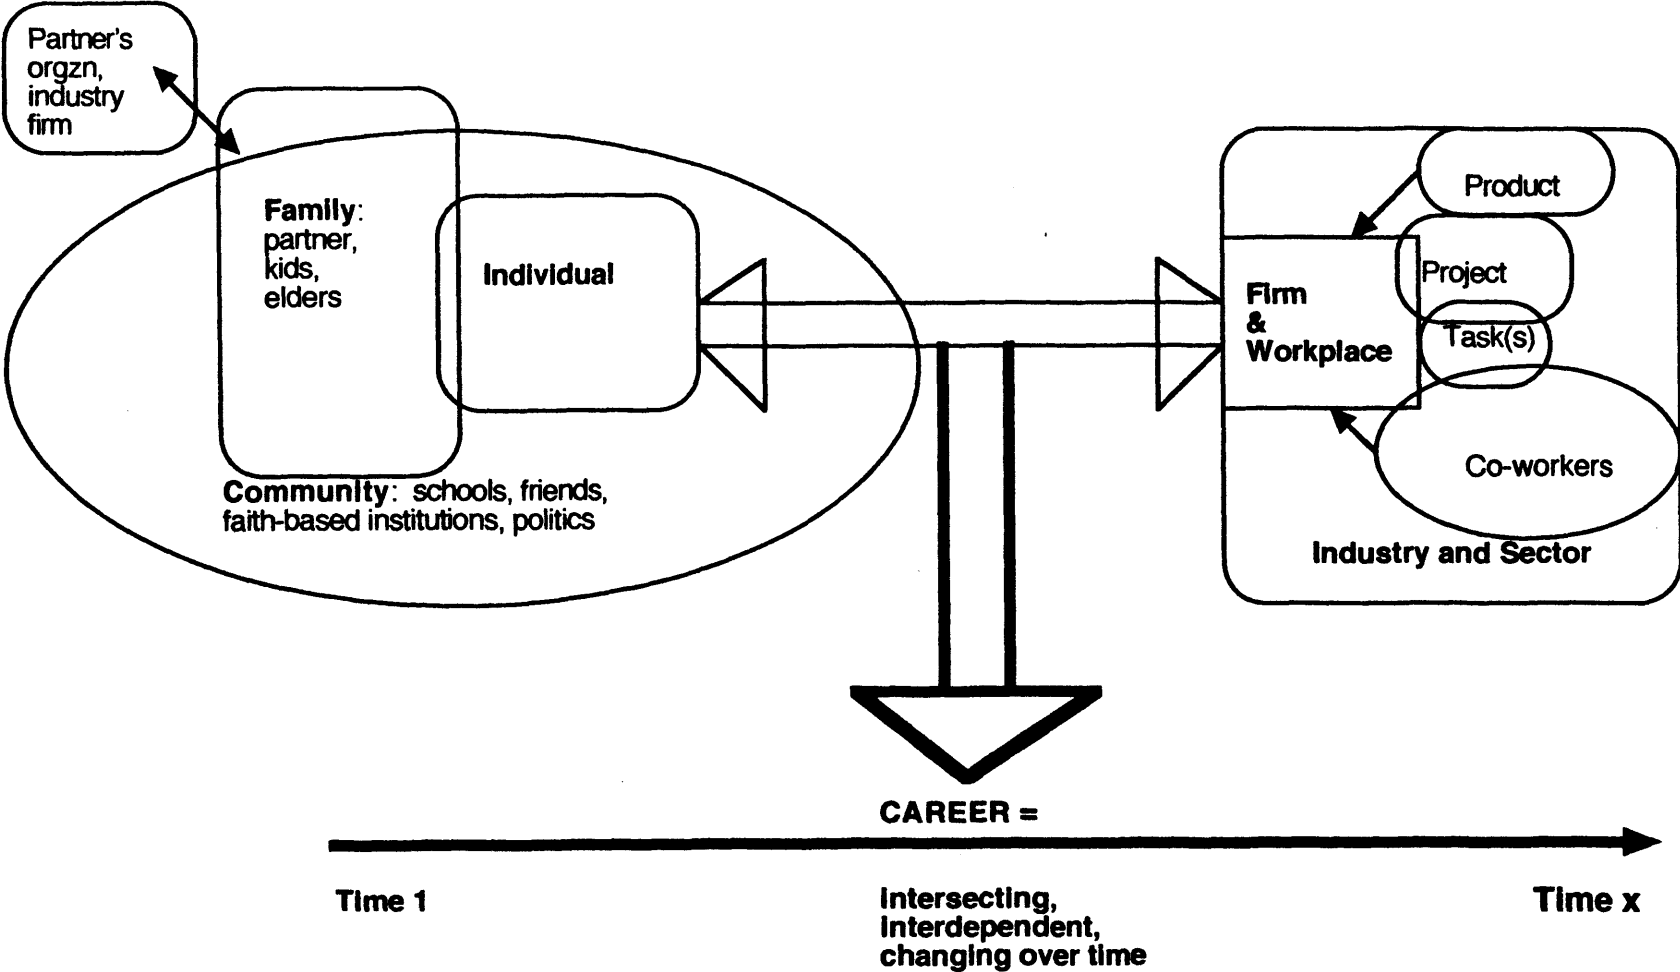 Partner's
orgzn,
industry
firm
Family:
partner,
kids,
elders
Individual
Community: schools, friends,
faith-based institutions, politics
Product
Project
Task(s)
Firm
&
Workplace
Co-workers
Industry and Sector
CAREER =
Time 1
Intersecting,
Interdependent,
changing over time
Time x